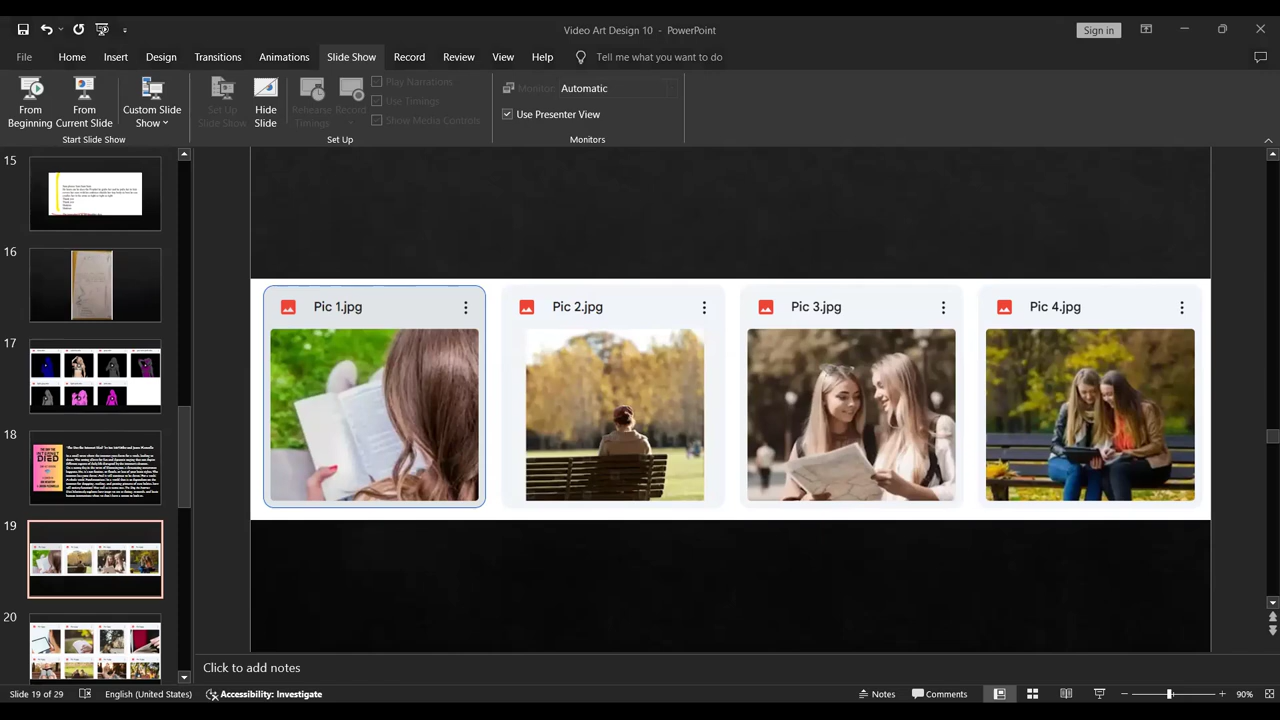 Video Art Design 10 - PowerPoint
Sign in
File Home Insert Design Transitions Animations Slide Show Record Review View Help Tell me what you want to do
From Beginning
From Current Slide
Custom Slide Show
Set Up Slide Show
Hide Slide
Rehearse Timings
Record
Play Narrations
Use Timings
Show Media Controls
Monitor: Automatic
Use Presenter View
Start Slide Show
Set Up
Monitors
15
16
17
18
19
20
Pic 1.jpg
Pic 2.jpg
Pic 3.jpg
Pic 4.jpg
Click to add notes
Slide 19 of 29
English (United States)
Accessibility: Investigate
Notes
Comments
90%